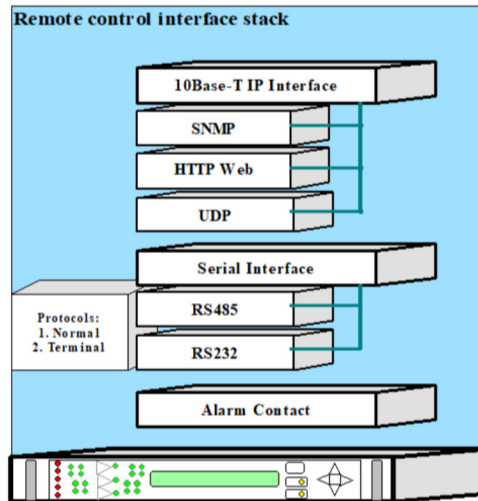 Remote control interface stack
10Base-T IP Interface
SNMP
HTTP Web
UDP
Serial Interface
RS485
RS232
Protocols:
1. Normal
2. Terminal
Alarm Contact